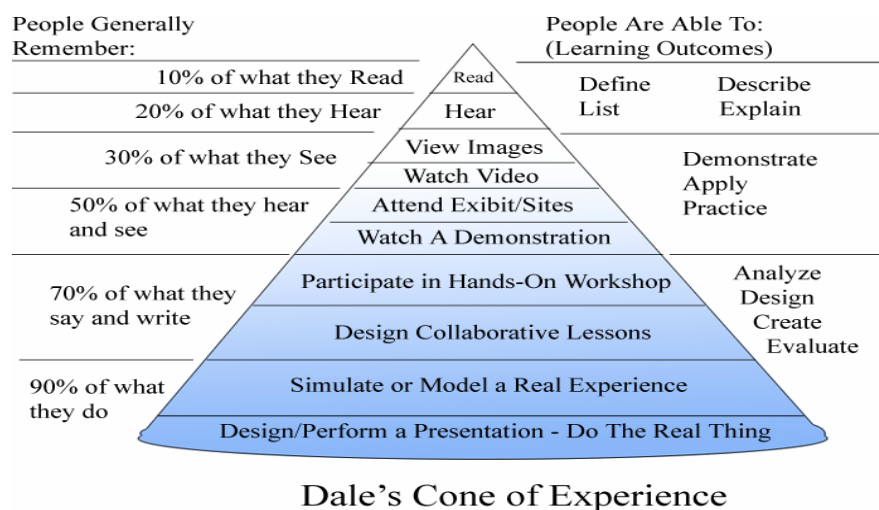 People Generally
Remember:
10% of what they Read
20% of what they Hear
30% of what they See
50% of what they hear
and see
70% of what they
say and write
90% of what
they do
Read
Hear
View Images
Watch Video
Attend Exibit/Sites
Watch A Demonstration
Participate in Hands-On Workshop
Design Collaborative Lessons
Simulate or Model a Real Experience
Design/Perform a Presentation - Do The Real Thing
People Are Able To:
(Learning Outcomes)
Define Describe
List Explain
Demonstrate
Apply
Practice
Analyze
Design
Create
Evaluate
Dale's Cone of Experience